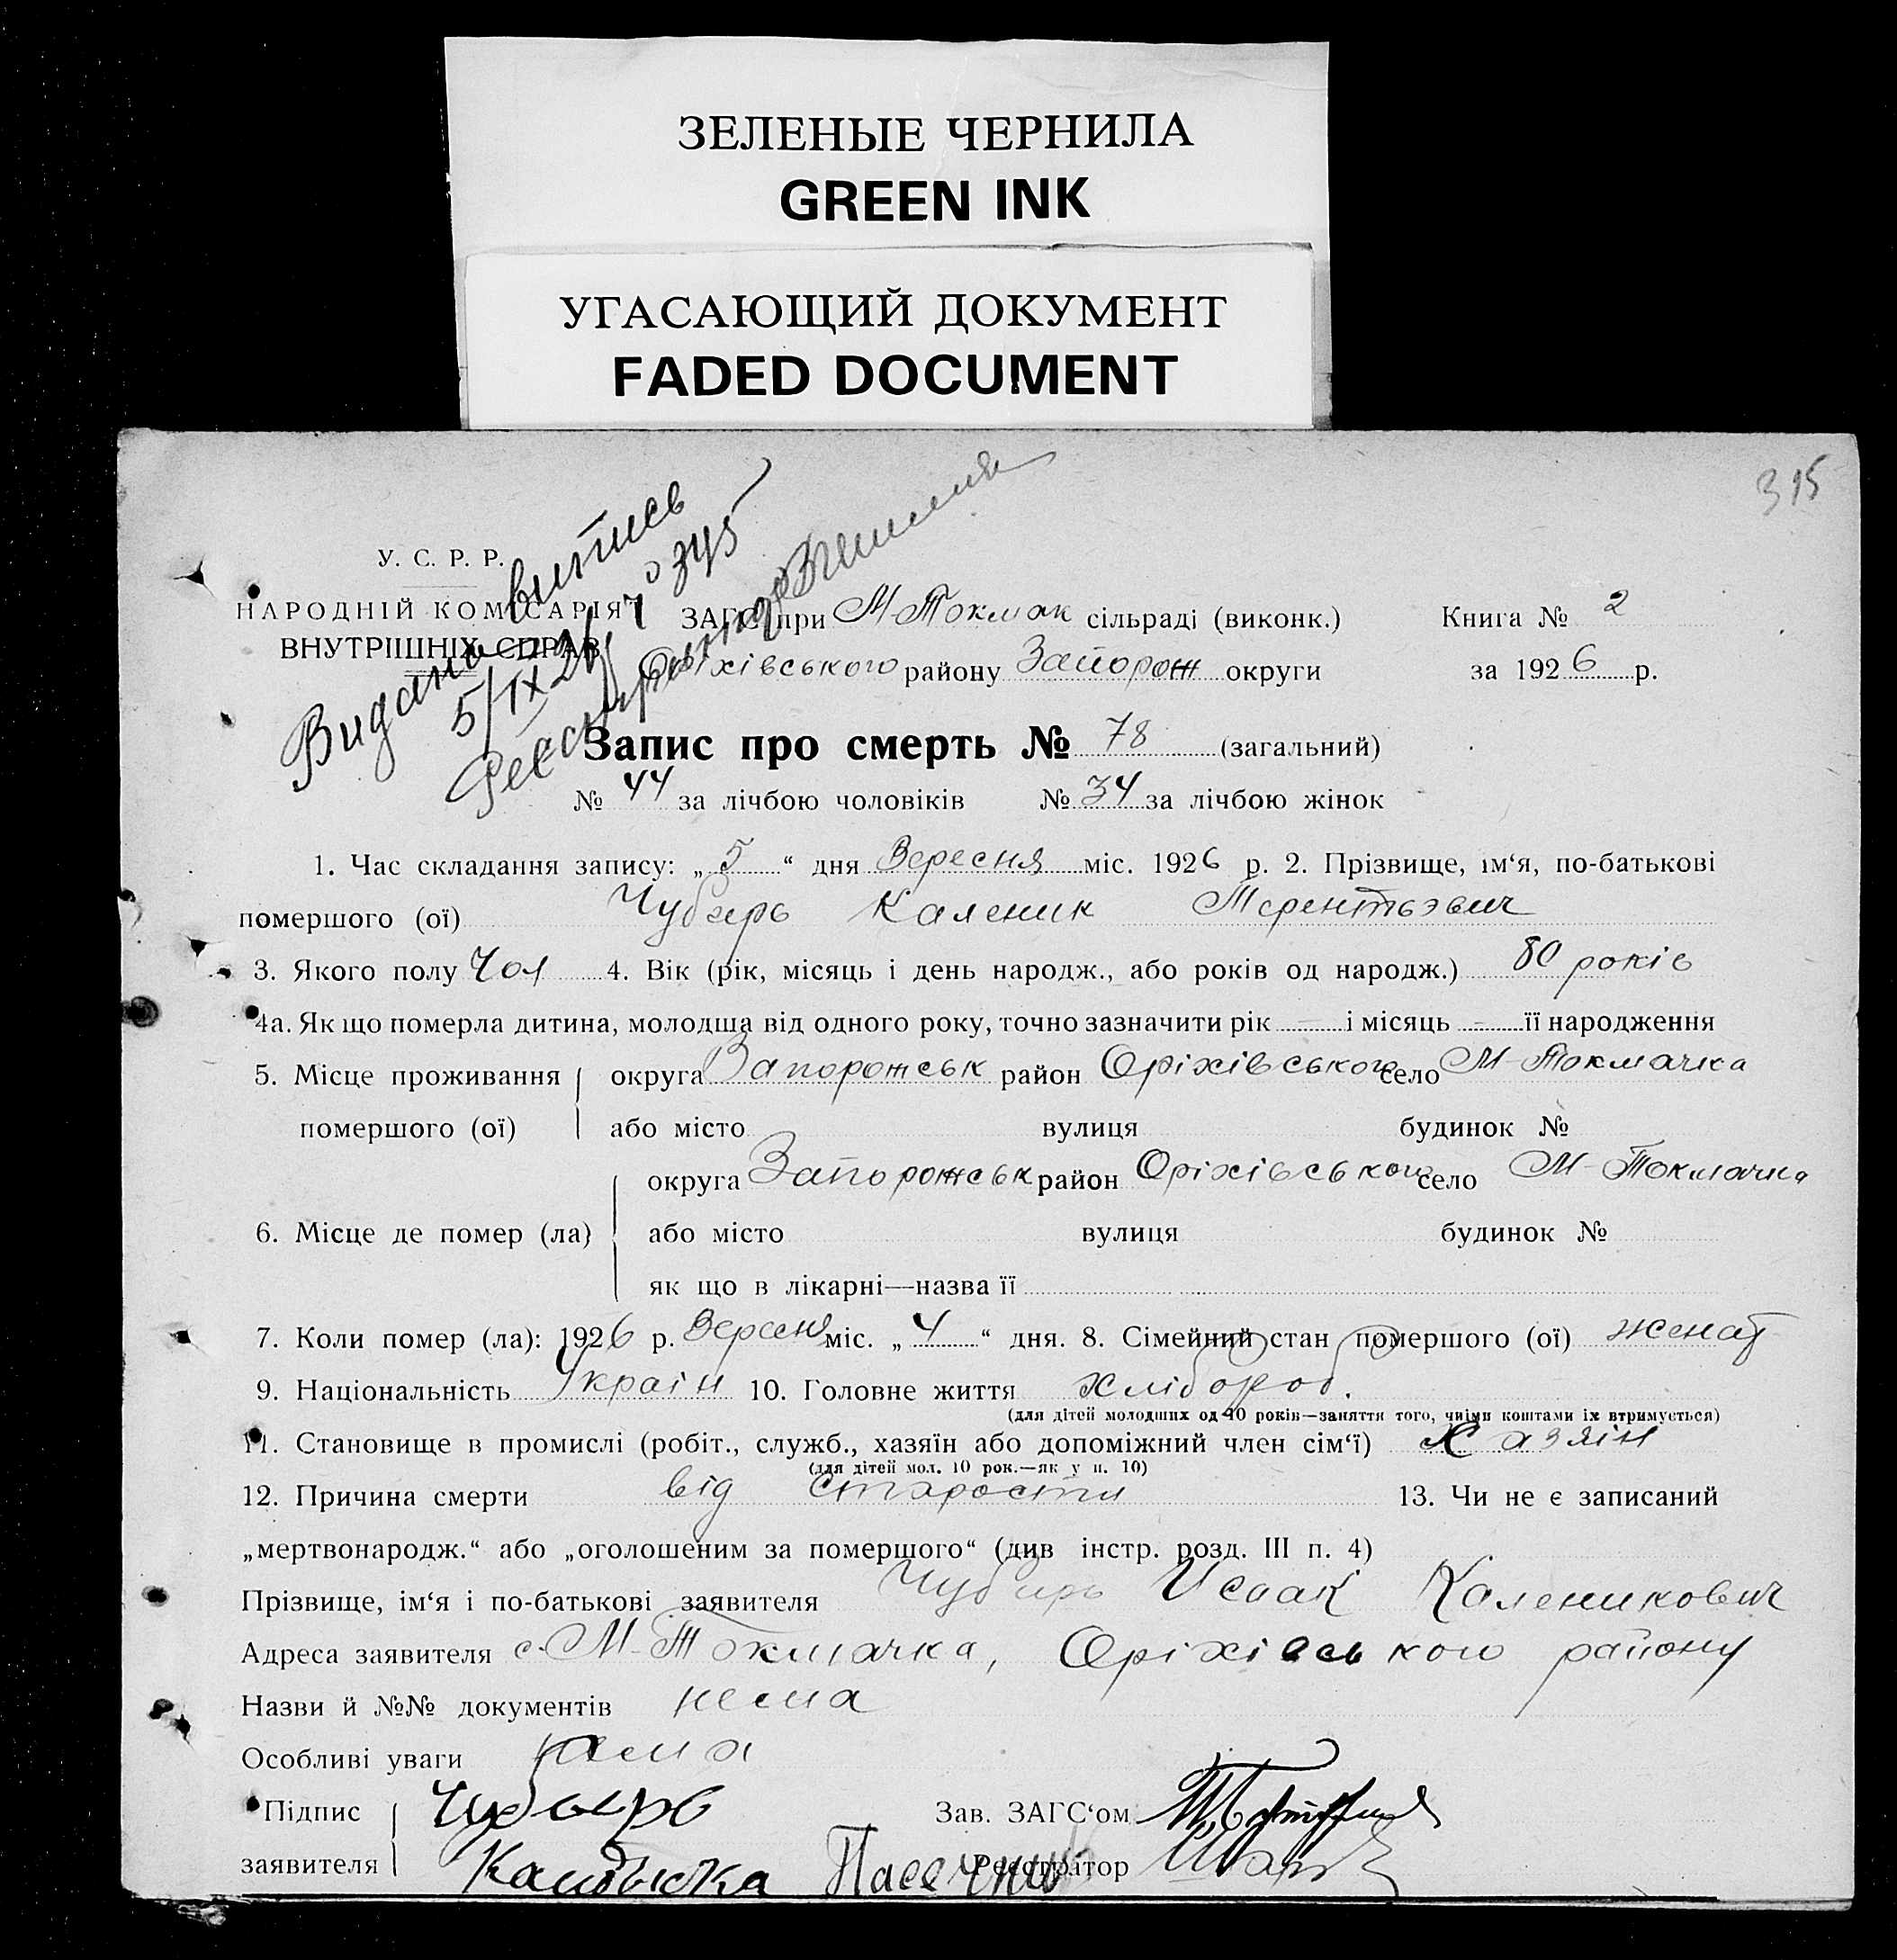 ЗЕЛЕНЫЕ ЧЕРНИЛА
GREEN INK
УГАСАЮЩИЙ ДОКУМЕНТ
FADED DOCUMENT
315
Видано витпись
5/IX 26 ч 345
У. С. Р. Р.
НАРОДНІЙ КОМІСАРІЯТ
ВНУТРІШНІХ СПРАВ
ЗАГС при М-Токмак сільраді (виконк.) Книга № 2
Оріхівського району Запорож округи за 1926 р.
Запис про смерть № 78 (загальний)
№ 44 за лічбою чоловіків № 34 за лічбою жінок
1. Час складання запису: „5“ дня Вересня міс. 1926 р. 2. Прізвище, ім‘я, по-батькові
помершого (ої) Чубирь Каленик Терентьэвич
3. Якого полу Чол 4. Вік (рік, місяць і день народж., або років од народж.) 80 років
4а. Як що померла дитина, молодша від одного року, точно зазначити рік — і місяць — її народження
5. Місце проживання округа Запорожськ район Оріхівського село М-Токмачка
помершого (ої) або місто вулиця будинок №
округа Запорожськ район Оріхівського село М-Токмачка
6. Місце де помер (ла) або місто вулиця будинок №
як що в лікарні—назва її
7. Коли помер (ла): 1926 р. Вересня міс. „4“ дня. 8. Сімейний стан помершого (ої) женат
9. Національність Україн 10. Головне життя хлібороб.
(для дітей молодших од 10 років—заняття того, чиїми коштами їх втримується)
11. Становище в промислі (робіт., служб., хазяїн або допоміжний член сім‘ї) Хазяін
(для дітей мол. 10 рок.—як у п. 10)
12. Причина смерти від старости 13. Чи не є записаний
„мертвонародж.“ або „оголошеним за помершого“ (див інстр. розд. III п. 4)
Прізвище, ім‘я і по-батькові заявителя Чубирь Исаак Каленикович
Адреса заявителя с. М-Токмачка, Оріхівського району
Назви й №№ документів нема
Особливі уваги нема
Підпис Чубырь Зав. ЗАГС‘ом
заявителя Пасечник Реєстратор